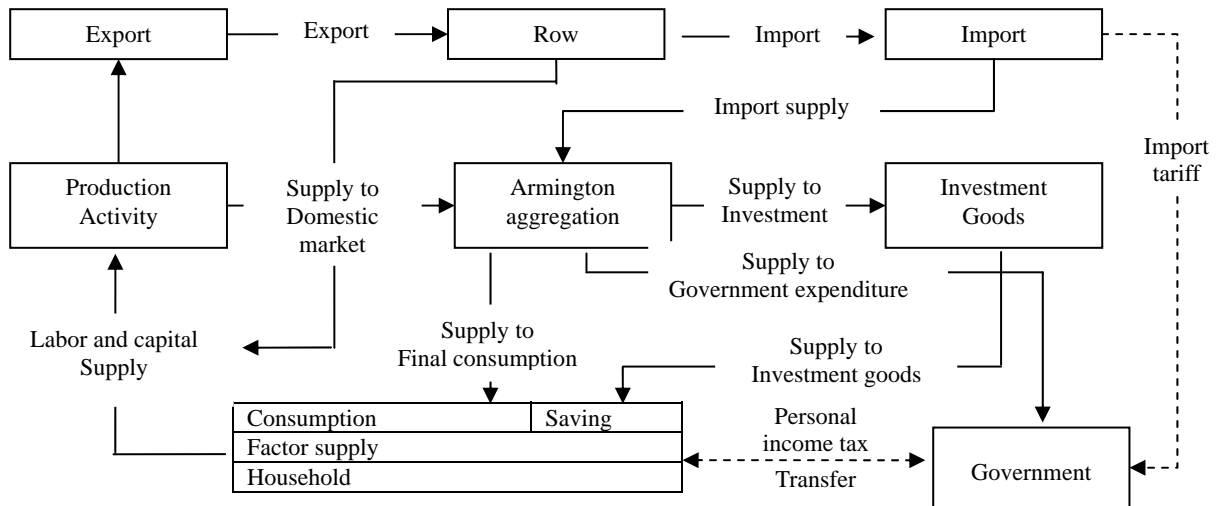 Export
Export
Row
Import
Import
Import supply
Import
tariff
Production
Activity
Supply to
Domestic
market
Armington
aggregation
Supply to
Investment
Investment
Goods
Supply to
Government expenditure
Labor and capital
Supply
Supply to
Final consumption
Supply to
Investment goods
Consumption
Saving
Factor supply
Household
Personal
income tax
Transfer
Government